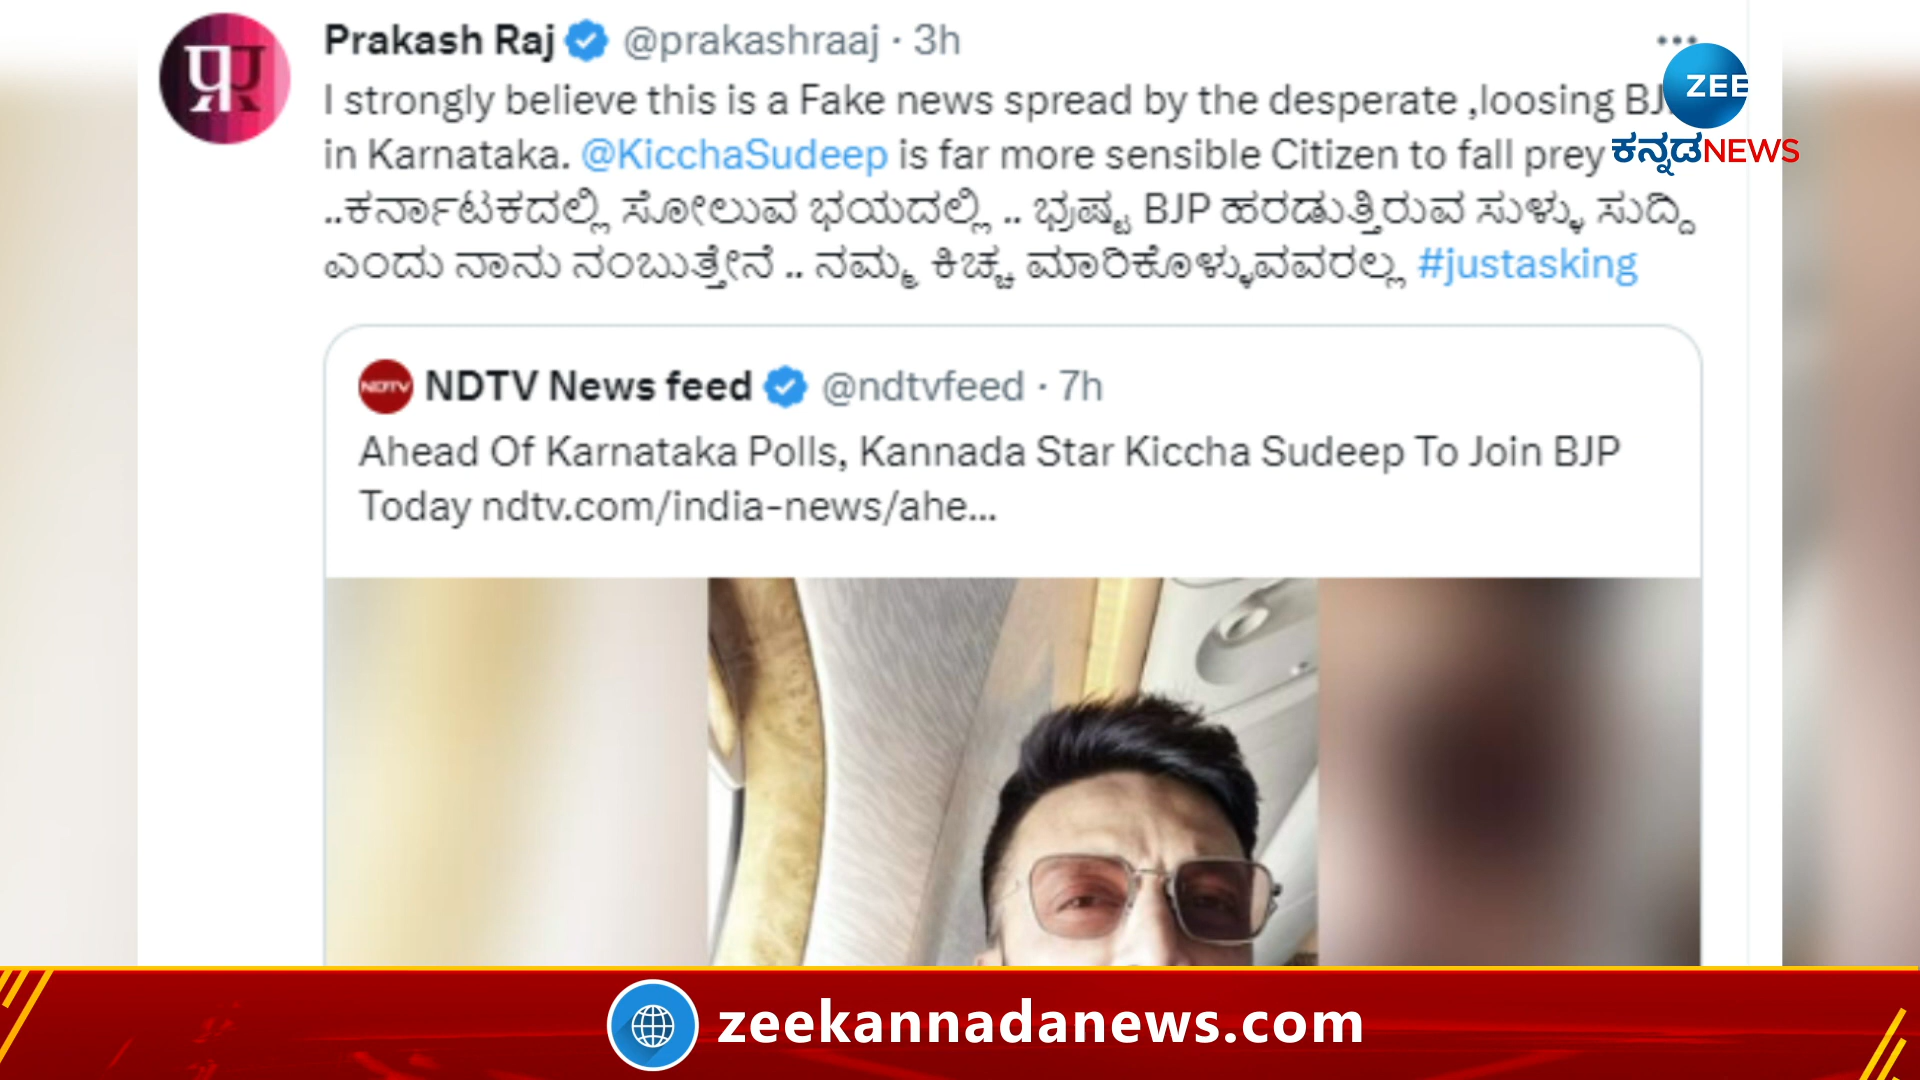 Prakash Raj @prakashraaj · 3h
I strongly believe this is a Fake news spread by the desperate ,loosing
in Karnataka. @KicchaSudeep is far more sensible Citizen to fall prey
..ಕರ್ನಾಟಕದಲ್ಲಿ ಸೋಲುವ ಭಯದಲ್ಲಿ .. ಭ್ರಷ್ಟ BJP ಹರಡುತ್ತಿರುವ ಸುಳ್ಳು ಸುದ್ದಿ
ಎಂದು ನಾನು ನಂಬುತ್ತೇನೆ .. ನಮ್ಮ ಕಿಚ್ಚ ಮಾರಿಕೊಳ್ಳುವವರಲ್ಲ #justasking
ZEE
ಕನ್ನಡNEWS
NDTV
NDTV News feed @ndtvfeed · 7h
Ahead Of Karnataka Polls, Kannada Star Kiccha Sudeep To Join BJP
Today ndtv.com/india-news/ahe...
zeekannadanews.com